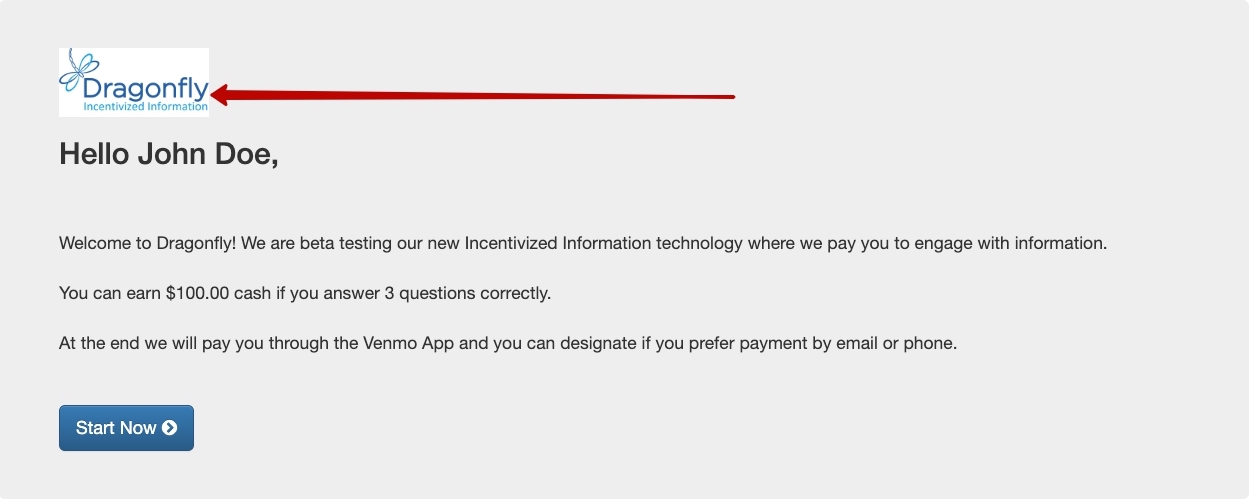 Dragonfly
Incentivized Information
Hello John Doe,
Welcome to Dragonfly! We are beta testing our new Incentivized Information technology where we pay you to engage with information.
You can earn $100.00 cash if you answer 3 questions correctly.
At the end we will pay you through the Venmo App and you can designate if you prefer payment by email or phone.
Start Now